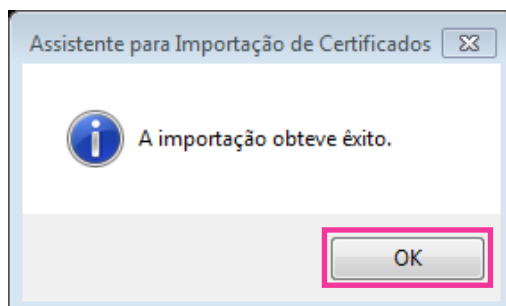 Assistente para Importação de Certificados
A importação obteve êxito.
OK